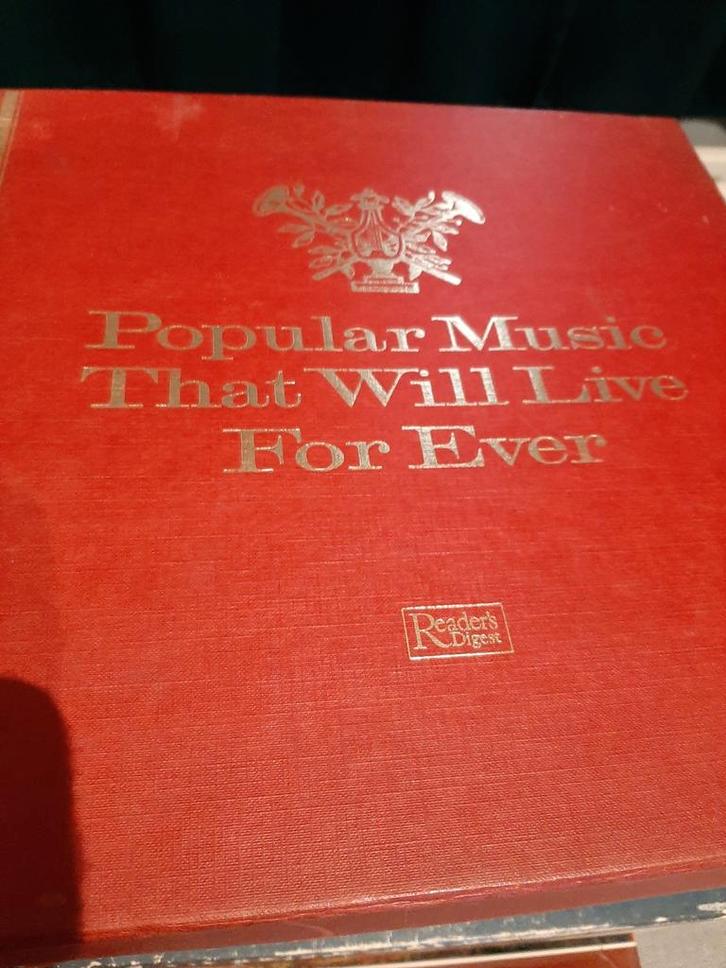 Popular Music
That Will Live
For Ever
Reader's
Digest